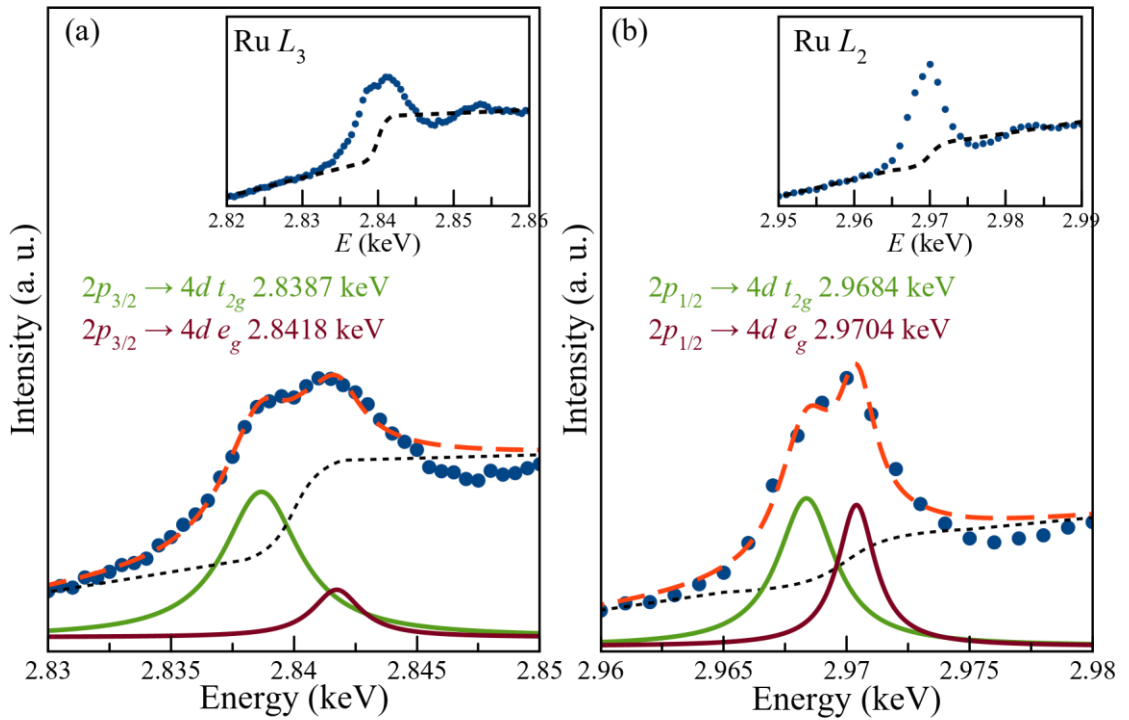 (a)
Ru L3
2.82 2.83 2.84 2.85 2.86
E (keV)
2p3/2 → 4d t2g 2.8387 keV
2p3/2 → 4d eg 2.8418 keV
Intensity (a. u.)
2.83 2.835 2.84 2.845 2.85
Energy (keV)
(b)
Ru L2
2.95 2.96 2.97 2.98 2.99
E (keV)
2p1/2 → 4d t2g 2.9684 keV
2p1/2 → 4d eg 2.9704 keV
Intensity (a. u.)
2.96 2.965 2.97 2.975 2.98
Energy (keV)